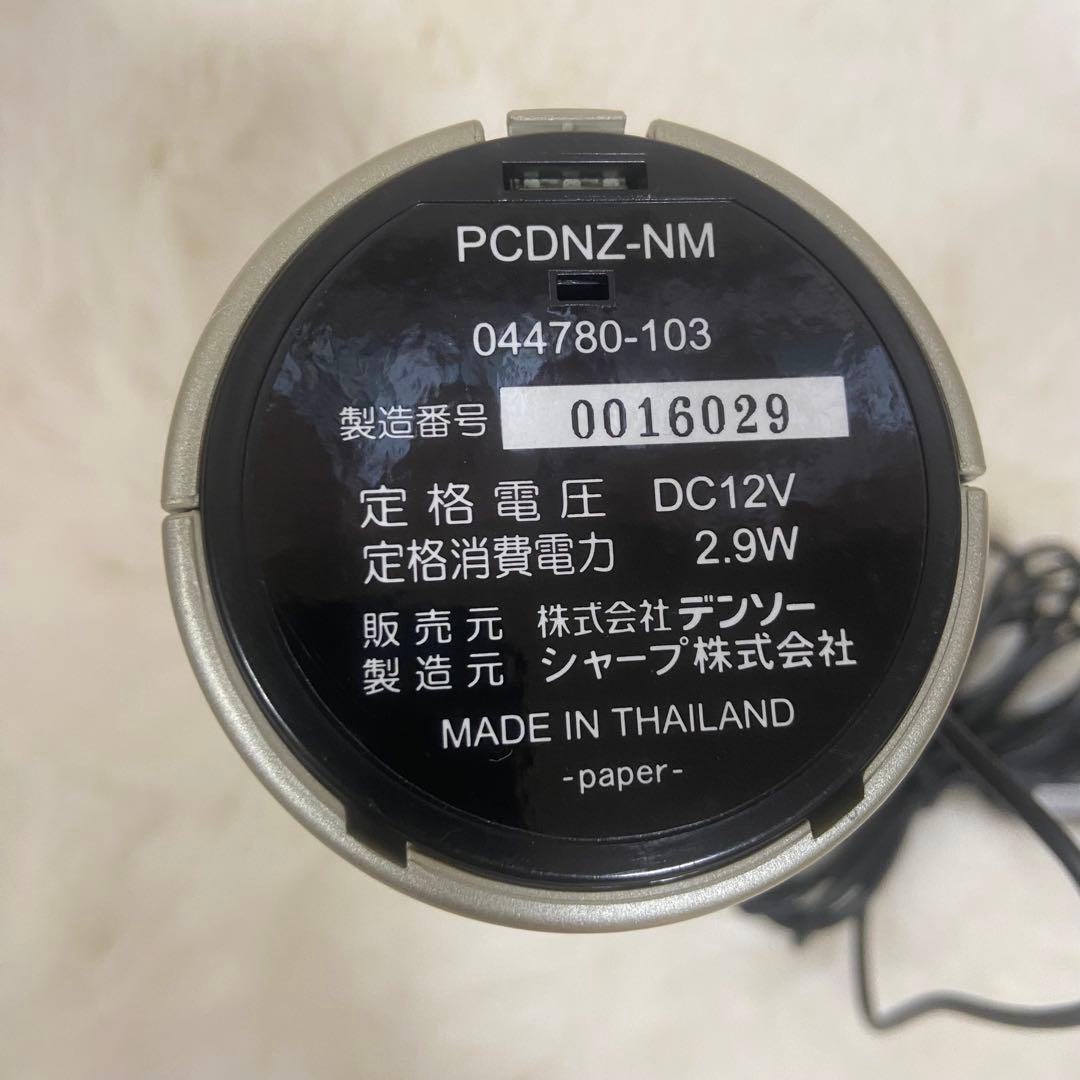 PCDNZ-NM
044780-103
製造番号 0016029
定格電圧 DC12V
定格消費電力 2.9W
販売元 株式会社デンソー
製造元 シャープ株式会社
MADE IN THAILAND
-paper-